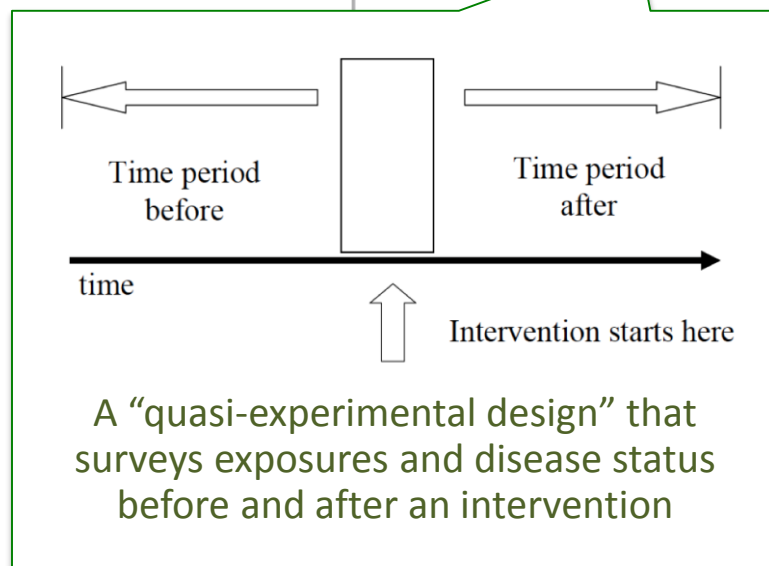 Time period
before
Time period
after
time
Intervention starts here
A “quasi-experimental design” that
surveys exposures and disease status
before and after an intervention